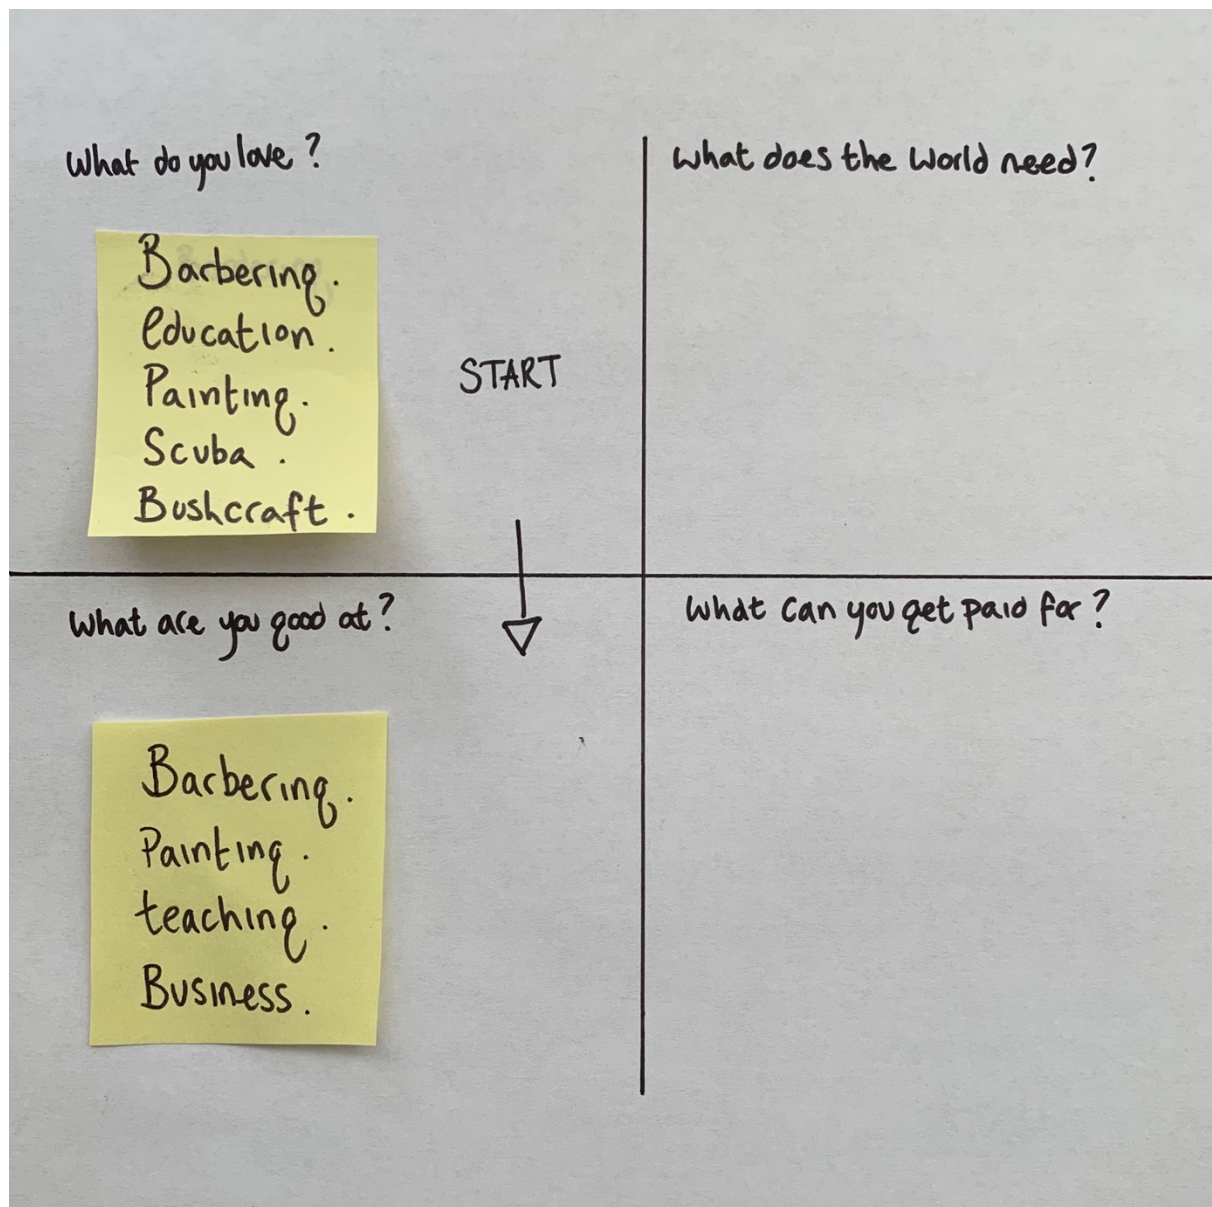 What do you love?
Barbering.
education.
Painting.
Scuba.
Bushcraft.
START
What does the World need?
What are you good at?
Barbering.
Painting.
teaching.
Business.
What can you get paid for?